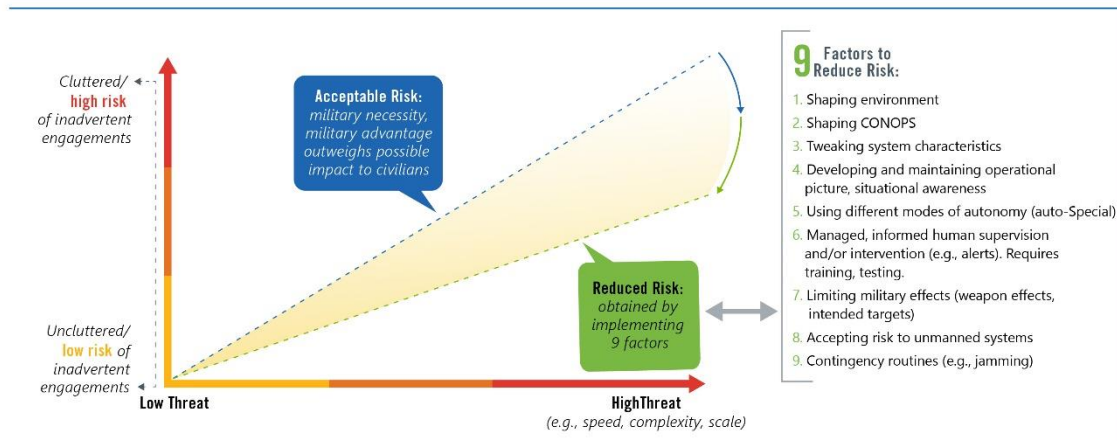 Cluttered/
high risk
of inadvertent
engagements
Uncluttered/
low risk of
inadvertent
engagements
Acceptable Risk:
military necessity,
military advantage
outweighs possible
impact to civilians
Reduced Risk:
obtained by
implementing
9 factors
Low Threat
HighThreat
(e.g., speed, complexity, scale)
9 Factors to
Reduce Risk:
1. Shaping environment
2. Shaping CONOPS
3. Tweaking system characteristics
4. Developing and maintaining operational
picture, situational awareness
5. Using different modes of autonomy (auto-Special)
6. Managed, informed human supervision
and/or intervention (e.g., alerts). Requires
training, testing.
7. Limiting military effects (weapon effects,
intended targets)
8. Accepting risk to unmanned systems
9. Contingency routines (e.g., jamming)